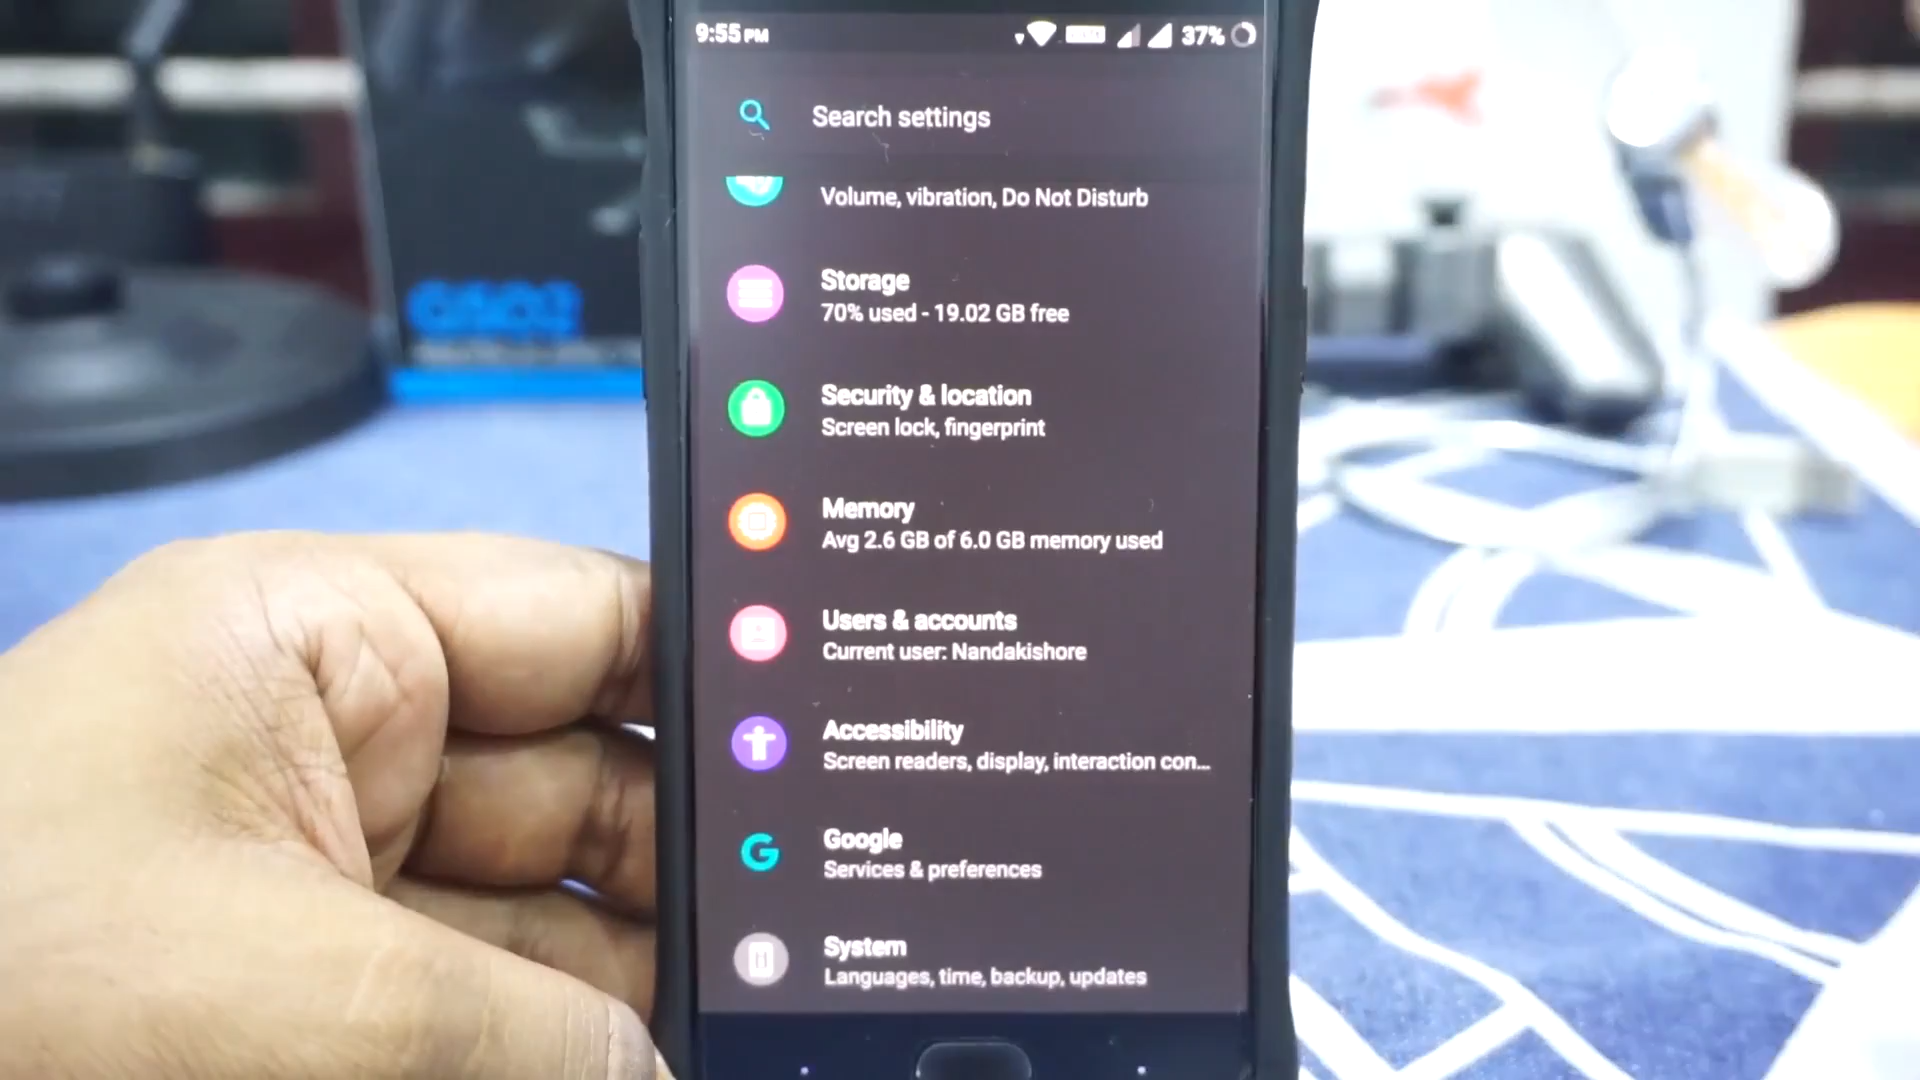 9:55 PM
37%
Search settings
Volume, vibration, Do Not Disturb
Storage
70% used - 19.02 GB free
Security & location
Screen lock, fingerprint
Memory
Avg 2.6 GB of 6.0 GB memory used
Users & accounts
Current user: Nandakishore
Accessibility
Screen readers, display, interaction con...
Google
Services & preferences
System
Languages, time, backup, updates